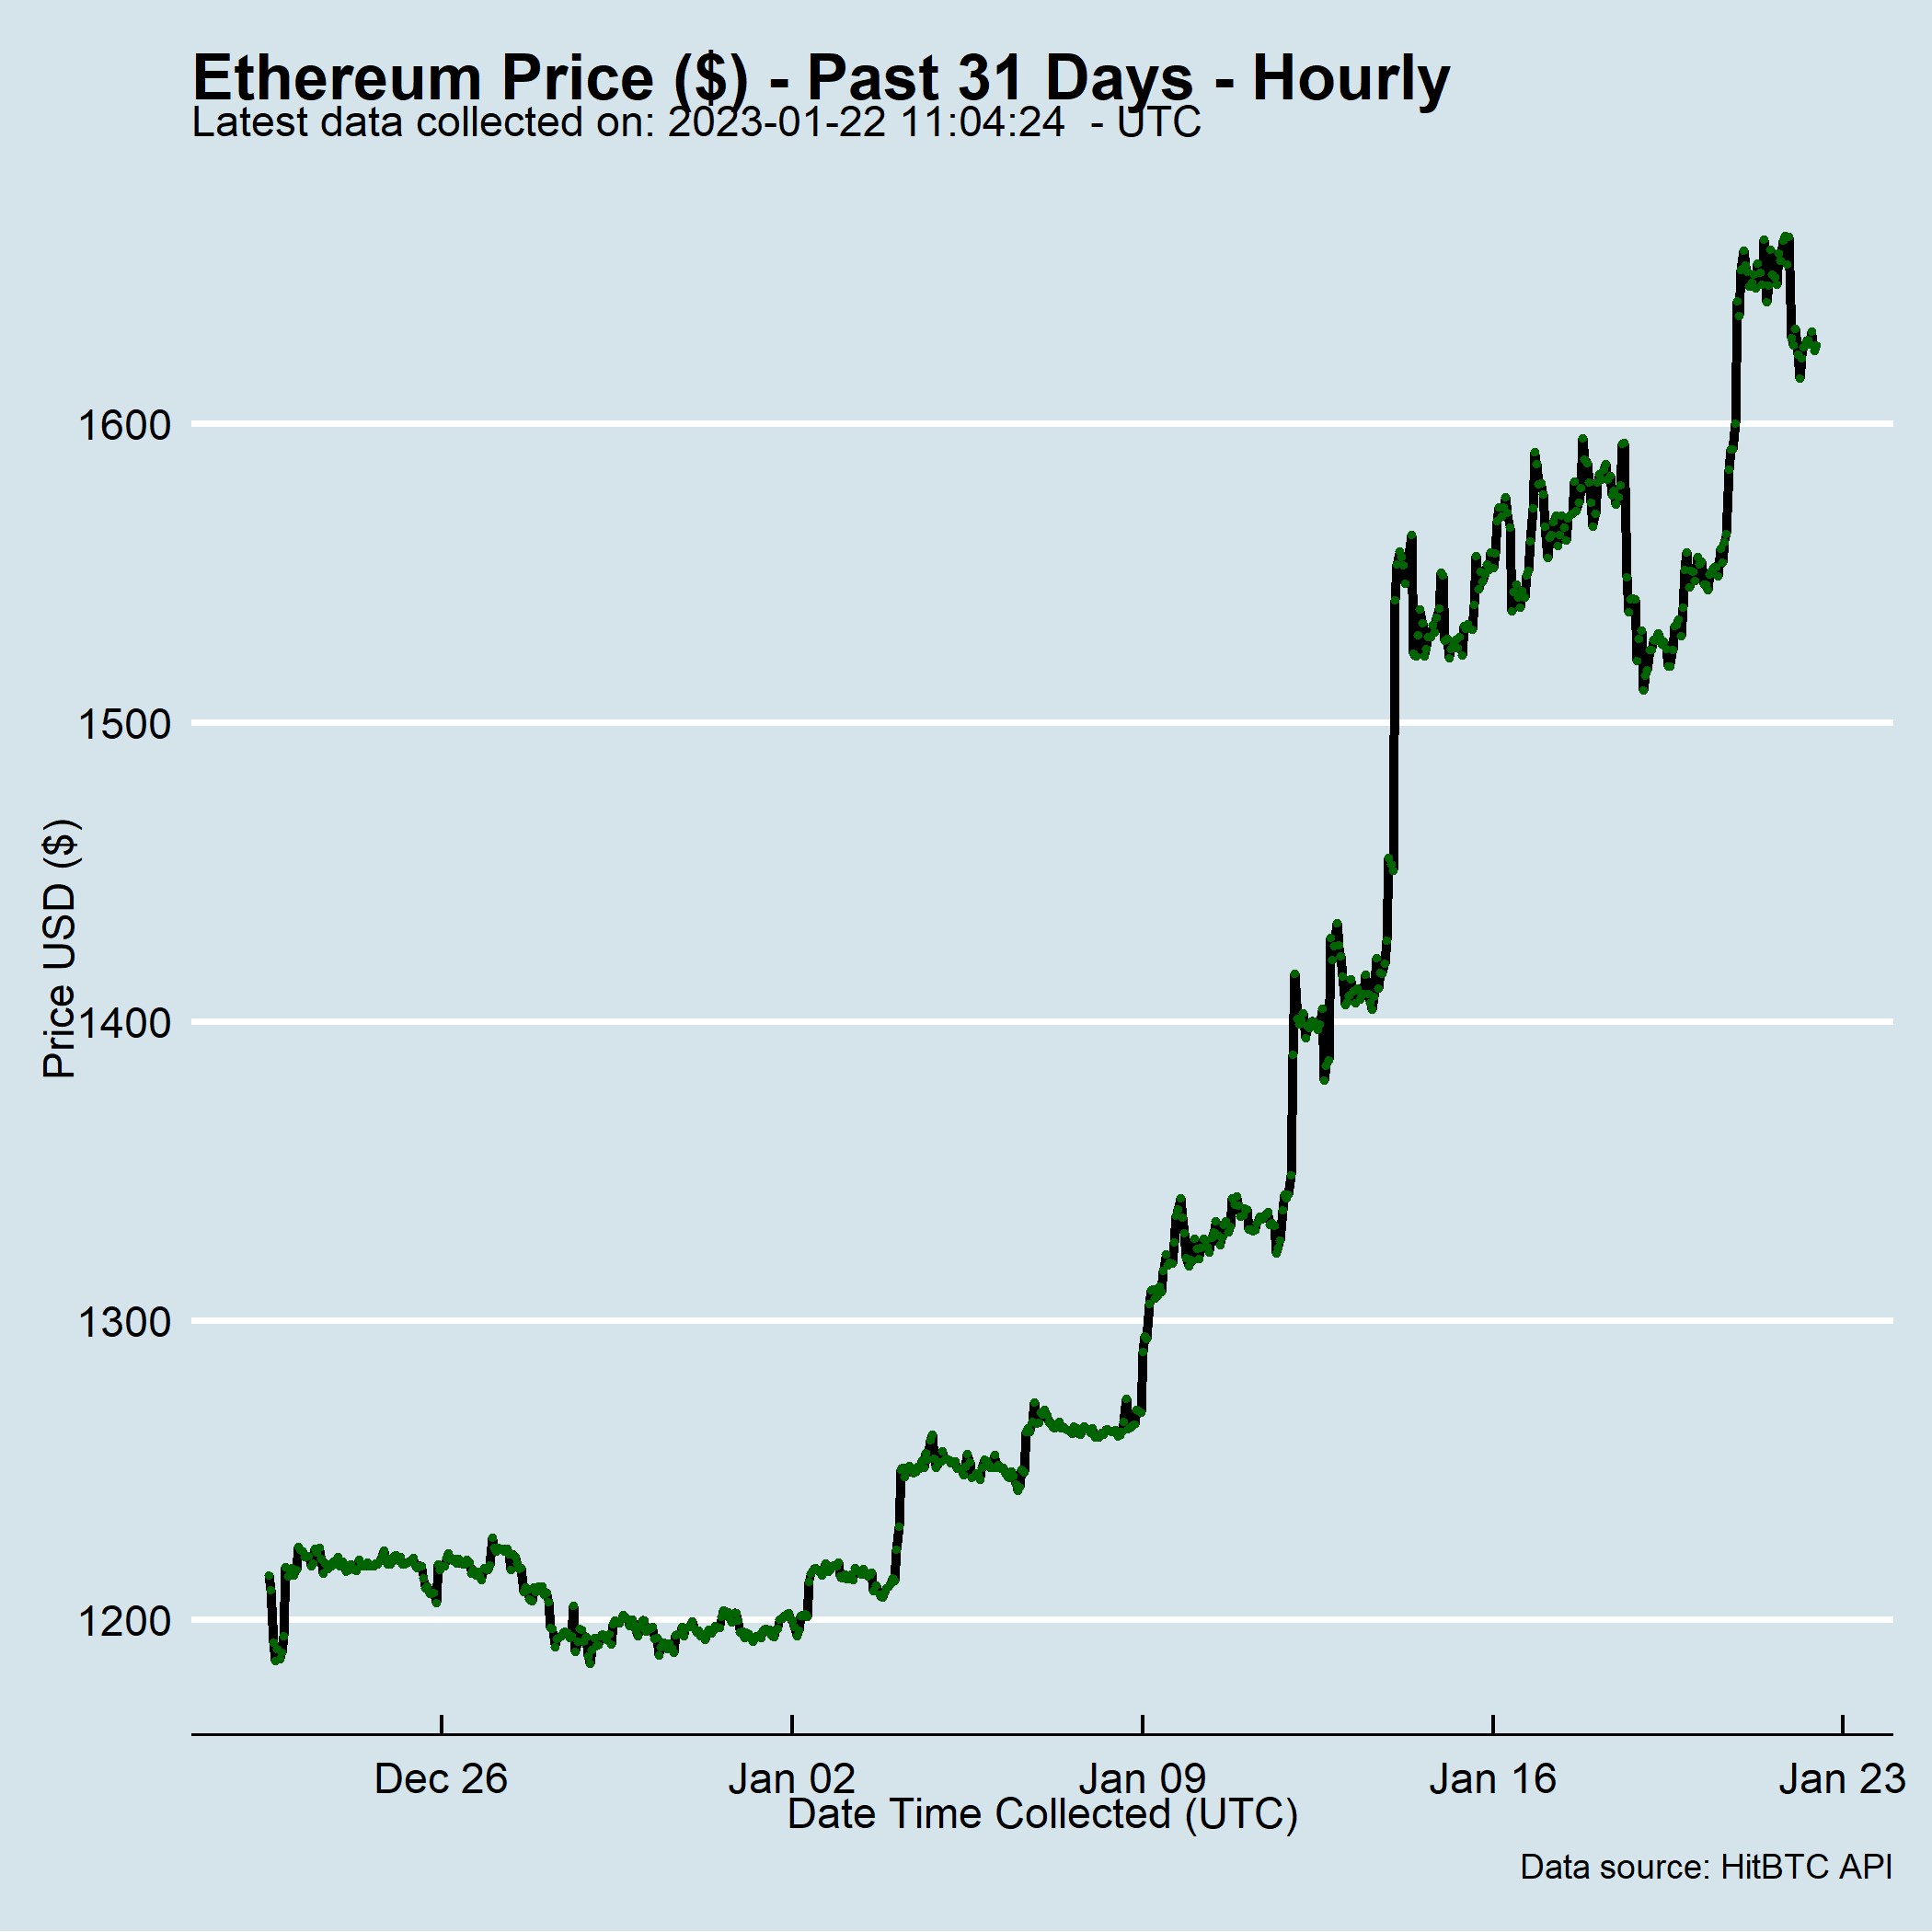 Ethereum Price ($) - Past 31 Days - Hourly
Latest data collected on: 2023-01-22 11:04:24  - UTC
Price USD ($)
1600
1500
1400
1300
1200
Dec 26
Jan 02
Jan 09
Jan 16
Jan 23
Date Time Collected (UTC)
Data source: HitBTC API